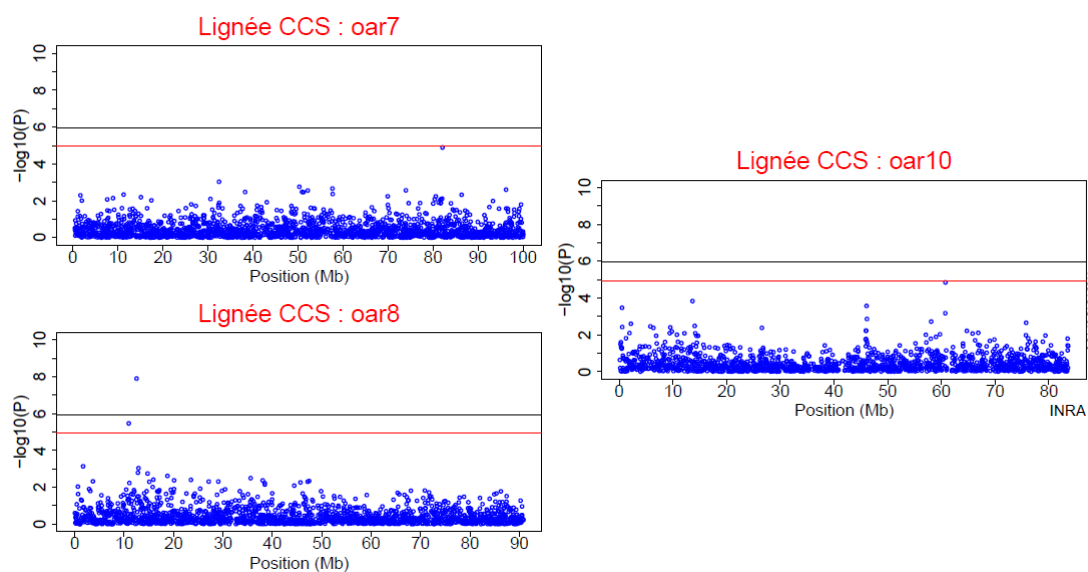 Lignée CCS : oar7
10
8
6
4
2
0
−log10(P)
0 10 20 30 40 50 60 70 80 90 100
Position (Mb)
Lignée CCS : oar8
10
8
6
4
2
0
−log10(P)
0 10 20 30 40 50 60 70 80 90
Position (Mb)
Lignée CCS : oar10
10
8
6
4
2
0
−log10(P)
0 10 20 30 40 50 60 70 80
Position (Mb)
INRA